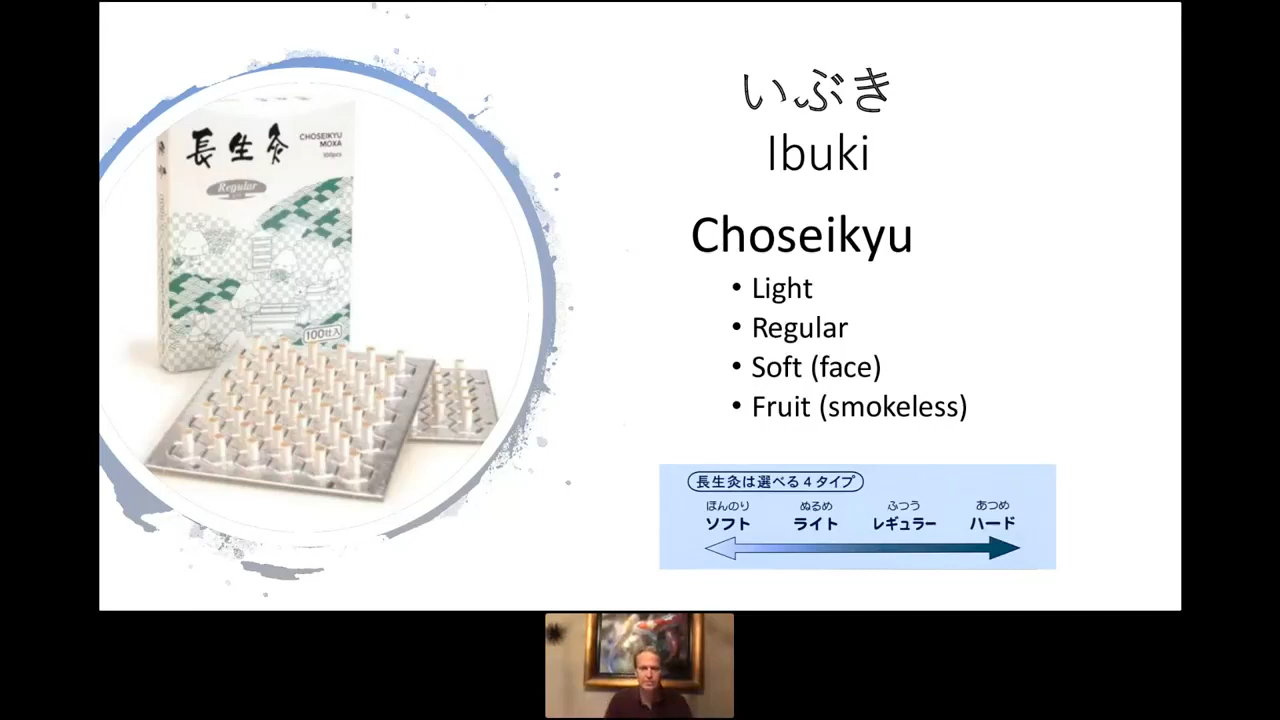 長生灸
CHOSEIKYU
MOXA
100pcs
Regular
100壮入
いぶき
Ibuki
Choseikyu
• Light
• Regular
• Soft (face)
• Fruit (smokeless)
長生灸は選べる4タイプ
ほんのり ぬるめ ふつう あつめ
ソフト ライト レギュラー ハード